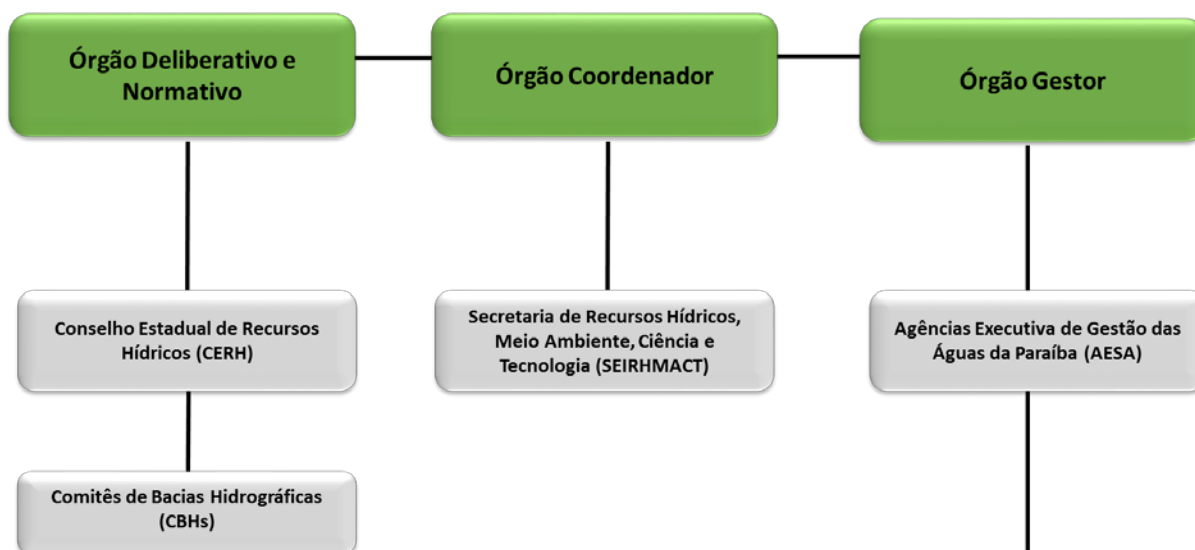 Órgão Deliberativo e
Normativo
Órgão Coordenador
Órgão Gestor
Conselho Estadual de Recursos
Hídricos (CERH)
Secretaria de Recursos Hídricos,
Meio Ambiente, Ciência e
Tecnologia (SEIRHMACT)
Agências Executiva de Gestão das
Águas da Paraíba (AESA)
Comitês de Bacias Hidrográficas
(CBHs)